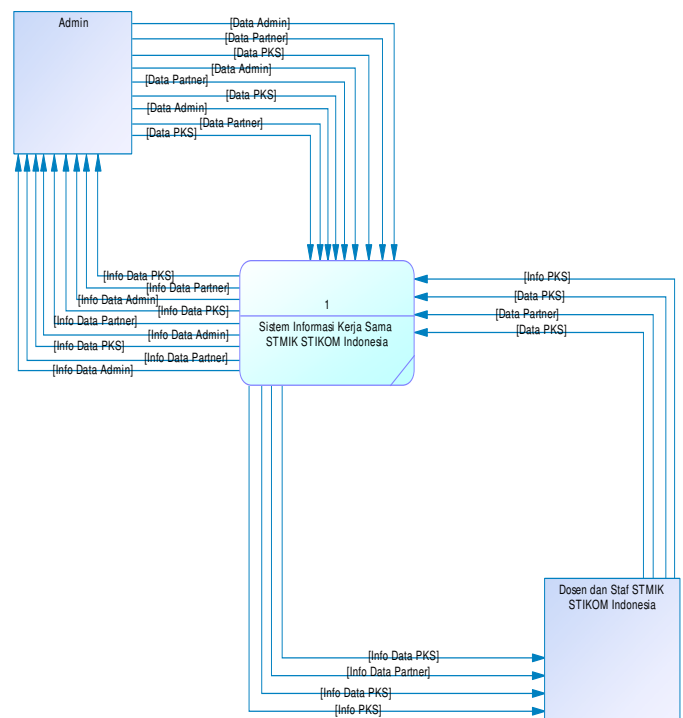 Admin
[Data Admin]
[Data Partner]
[Data PKS]
[Data Admin]
[Data Partner]
[Data PKS]
[Data Admin]
[Data Partner]
[Data PKS]
[Info Data PKS]
[Info Data Partner]
[Info Data Admin]
[Info Data PKS]
[Info Data Partner]
[Info Data Admin]
[Info Data PKS]
[Info Data Partner]
[Info Data Admin]
1
Sistem Informasi Kerja Sama
STMIK STIKOM Indonesia
[Info PKS]
[Data PKS]
[Data Partner]
[Data PKS]
Dosen dan Staf STMIK
STIKOM Indonesia
[Info Data PKS]
[Info Data Partner]
[Info Data PKS]
[Info PKS]